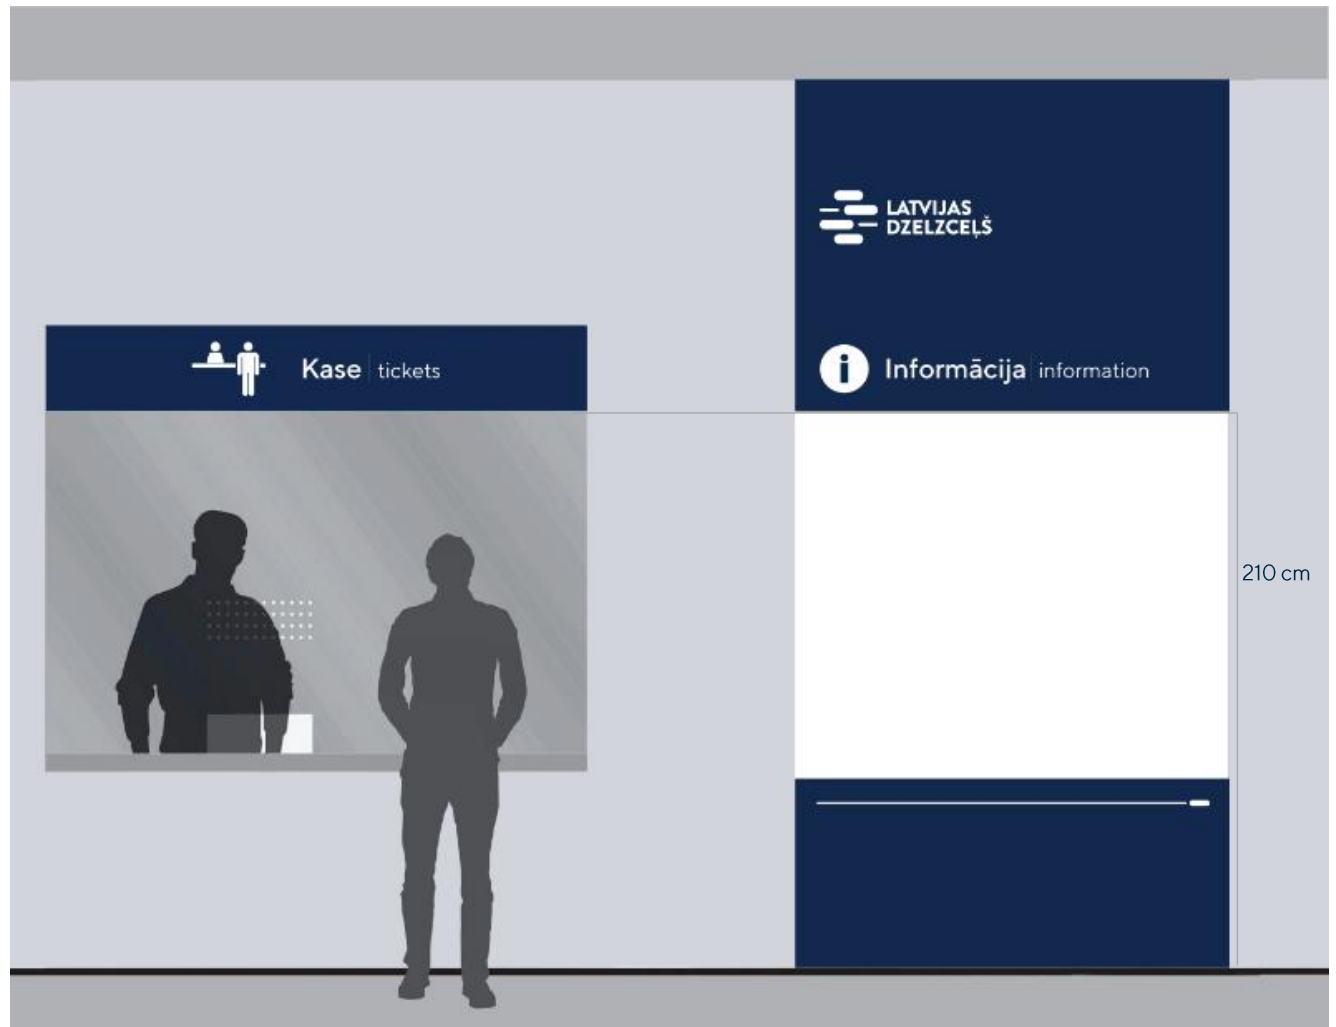 LATVIJAS
DZELZCEĻŠ
Kase tickets
i Informācija information
210 cm